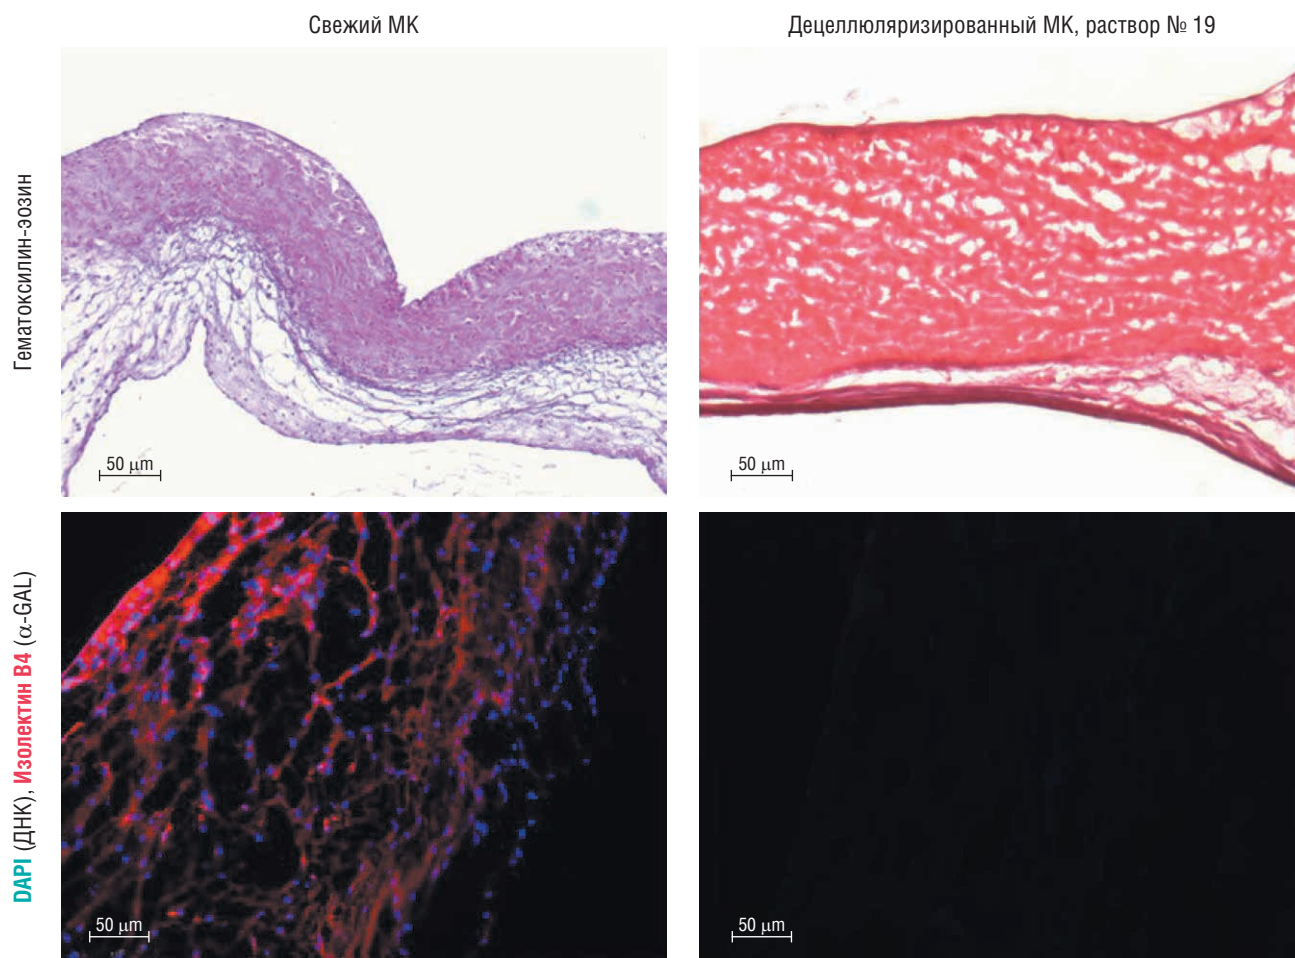 Свежий МК
Децеллюляризированный МК, раствор № 19
Гематоксилин-эозин
50 μm
50 μm
DAPI (ДНК), Изолектин B4 (α-GAL)
50 μm
50 μm